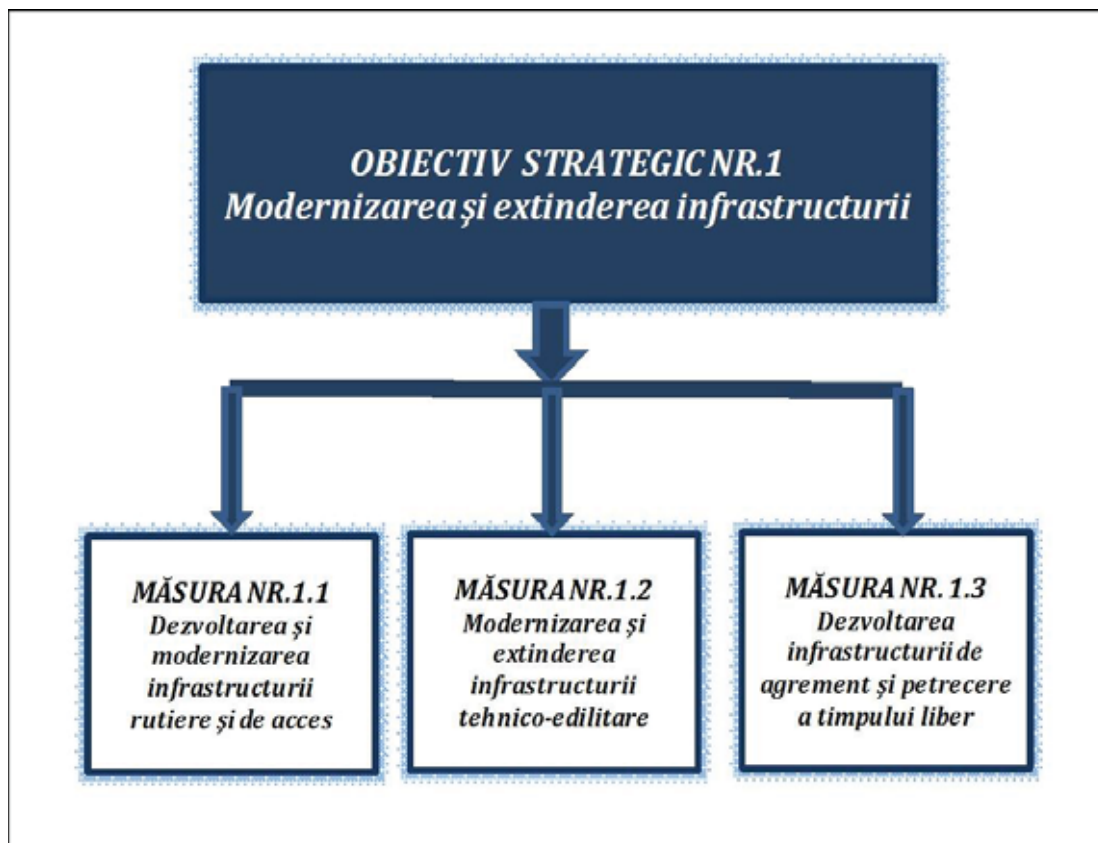 OBIECTIV STRATEGIC NR.1
Modernizarea și extinderea infrastructurii
MĂSURA NR.1.1
Dezvoltarea și
modernizarea
infrastructurii
rutiere și de acces
MĂSURA NR.1.2
Modernizarea și
extinderea
infrastructurii
tehnico-edilitare
MĂSURA NR. 1.3
Dezvoltarea
infrastructurii de
agrement și petrecere
a timpului liber